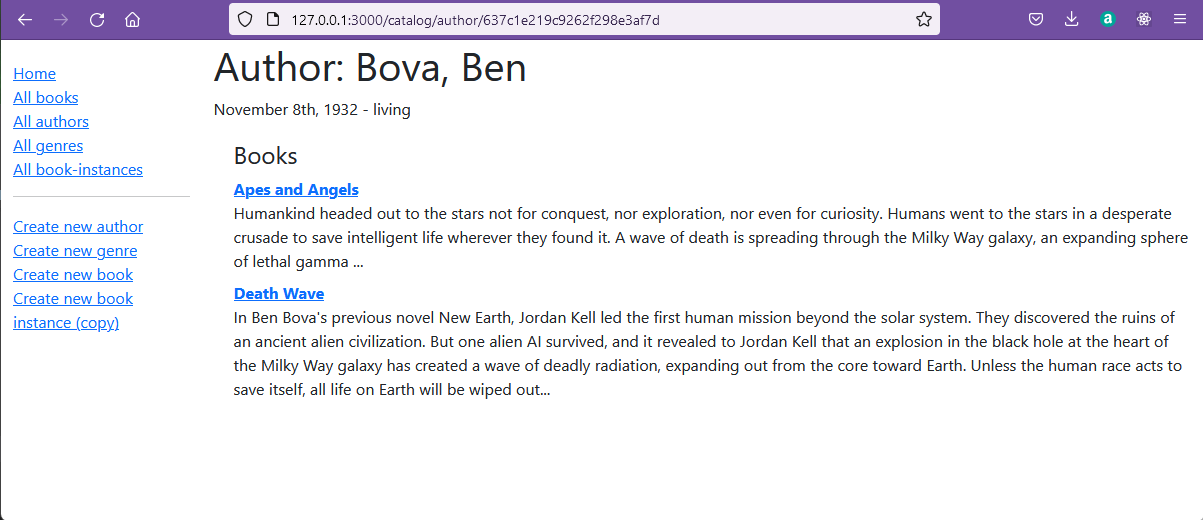 127.0.0.1:3000/catalog/author/637c1e219c9262f298e3af7d
a
Home
All books
All authors
All genres
All book-instances
Create new author
Create new genre
Create new book
Create new book
instance (copy)
Author: Bova, Ben
November 8th, 1932 - living
Books
Apes and Angels
Humankind headed out to the stars not for conquest, nor exploration, nor even for curiosity. Humans went to the stars in a desperate
crusade to save intelligent life wherever they found it. A wave of death is spreading through the Milky Way galaxy, an expanding sphere
of lethal gamma ...
Death Wave
In Ben Bova's previous novel New Earth, Jordan Kell led the first human mission beyond the solar system. They discovered the ruins of
an ancient alien civilization. But one alien AI survived, and it revealed to Jordan Kell that an explosion in the black hole at the heart of
the Milky Way galaxy has created a wave of deadly radiation, expanding out from the core toward Earth. Unless the human race acts to
save itself, all life on Earth will be wiped out...